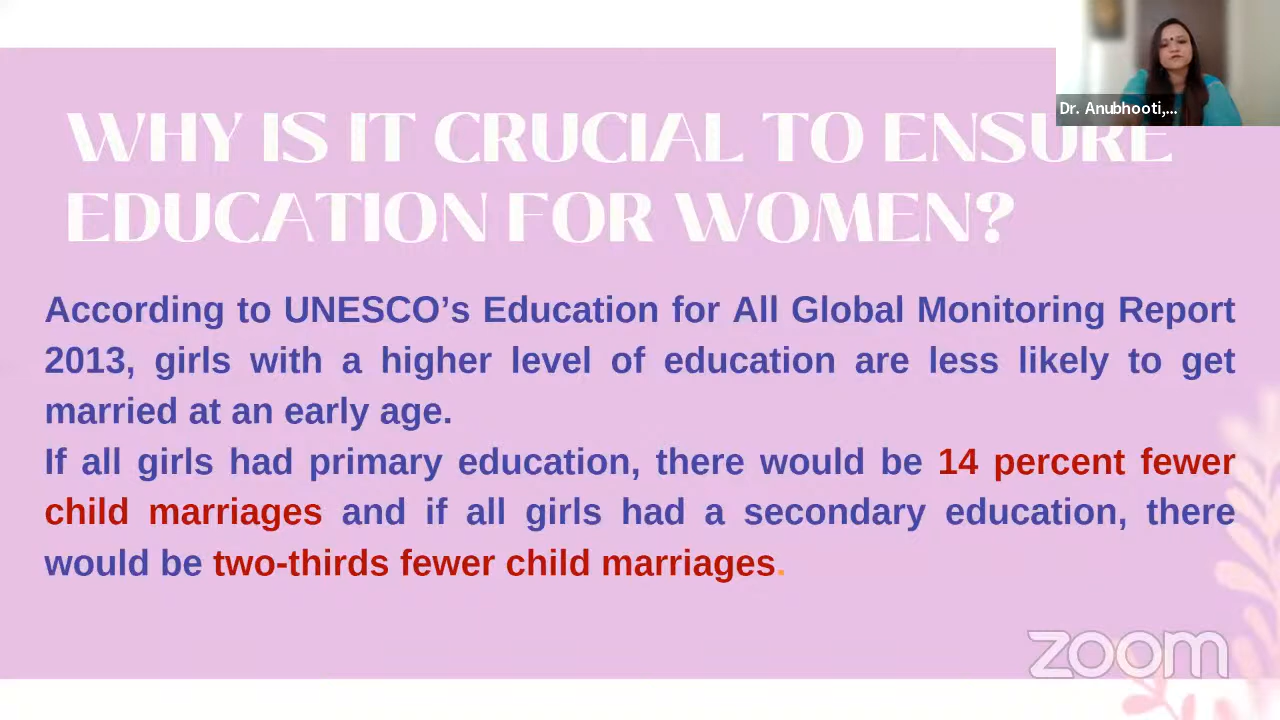 Dr. Anubhooti,...
WHY IS IT CRUCIAL TO ENSURE
EDUCATION FOR WOMEN?
According to UNESCO’s Education for All Global Monitoring Report
2013, girls with a higher level of education are less likely to get
married at an early age.
If all girls had primary education, there would be 14 percent fewer
child marriages and if all girls had a secondary education, there
would be two-thirds fewer child marriages.
zoom